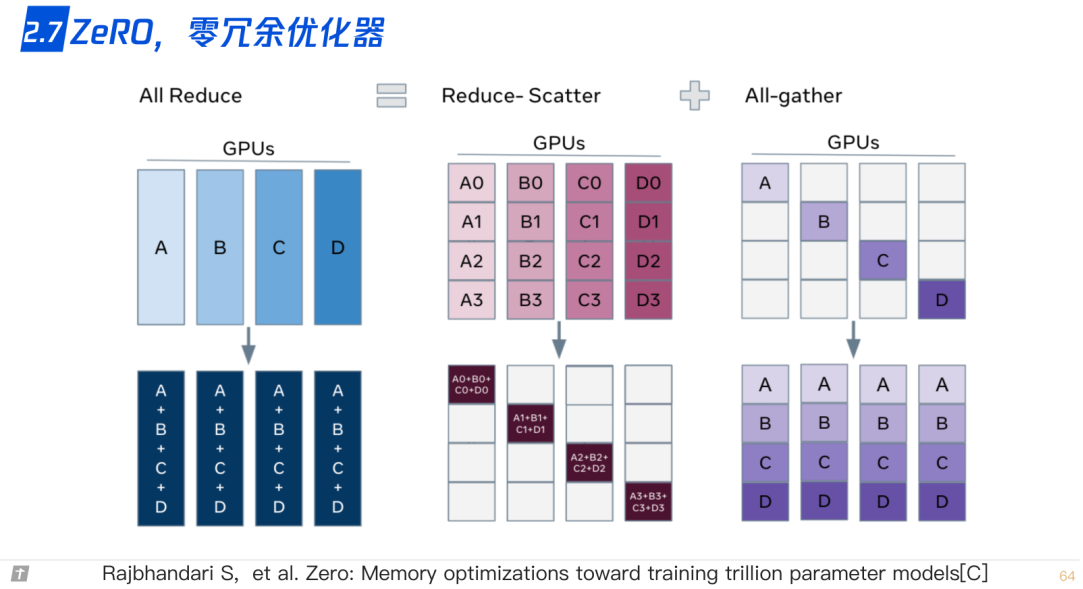 2.7 ZeRO，零冗余优化器
All Reduce
Reduce- Scatter
All-gather
GPUs
A B C D
A + B + C + D
A + B + C + D
A + B + C + D
A + B + C + D
GPUs
A0 B0 C0 D0
A1 B1 C1 D1
A2 B2 C2 D2
A3 B3 C3 D3
A0+B0+
C0+D0
A1+B1+
C1+D1
A2+B2+
C2+D2
A3+B3+
C3+D3
GPUs
A
B
C
D
A A A A
B B B B
C C C C
D D D D
Rajbhandari S，et al. Zero: Memory optimizations toward training trillion parameter models[C]
64